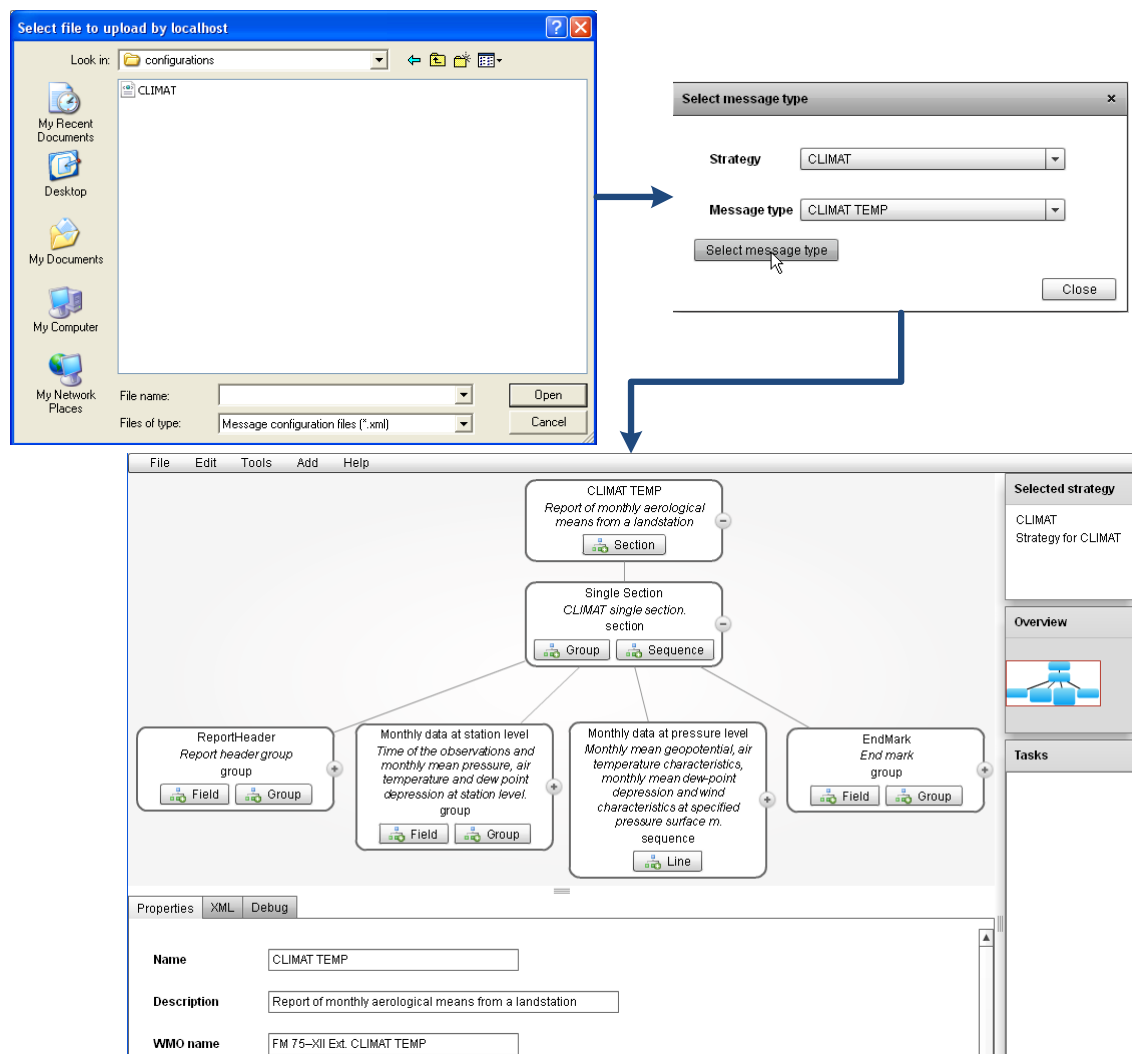 Select file to upload by localhost
Look in:
configurations
CLIMAT
My Recent
Documents
Desktop
My Documents
My Computer
My Network
Places
File name:
Open
Files of type:
Message configuration files (*.xml)
Cancel
Select message type
x
Strategy
CLIMAT
Message type
CLIMAT TEMP
Select message type
Close
File
Edit
Tools
Add
Help
CLIMAT TEMP
Report of monthly aerological
means from a landstation
Section
Single Section
CLIMAT single section.
section
Group
Sequence
ReportHeader
Report header group
group
Field
Group
Monthly data at station level
Time of the observations and
monthly mean pressure, air
temperature and dew point
depression at station level.
group
Field
Group
Monthly data at pressure level
Monthly mean geopotential, air
temperature characteristics,
monthly mean dew-point
depression and wind
characteristics at specified
pressure surface m.
sequence
Line
EndMark
End mark
group
Field
Group
Selected strategy
CLIMAT
Strategy for CLIMAT
Overview
Tasks
Properties
XML
Debug
Name
CLIMAT TEMP
Description
Report of monthly aerological means from a landstation
WMO name
FM 75–XII Ext. CLIMAT TEMP